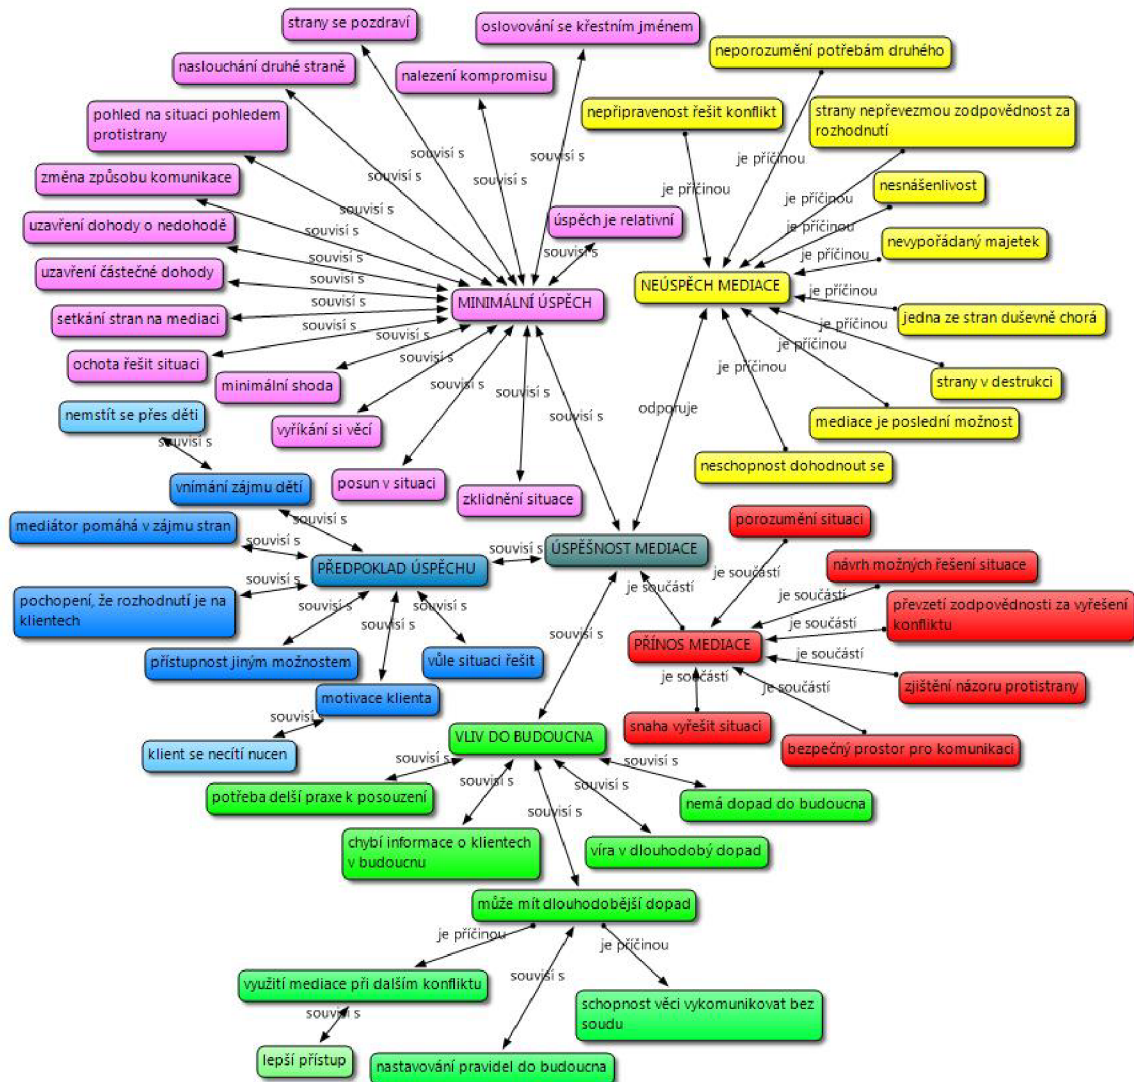 strany se pozdraví
oslovování se křestním jménem
neporozumění potřebám druhého
naslouchání druhé straně
nalezení kompromisu
nepřipravenost řešit konflikt
strany nepřevezmou zodpovědnost za
rozhodnutí
pohled na situaci pohledem
protistrany
souvisí s
souvisí s
souvisí s
je příčinou
je příčinou
změna způsobu komunikace
souvisí s
nesnášenlivost
je příčinou
uzavření dohody o nedohodě
souvisí s
souvisí s
úspěch je relativní
souvisí s
je příčinou
nevypořádaný majetek
uzavření částečné dohody
souvisí s
souvisí s
je příčinou
MINIMÁLNÍ ÚSPĚCH
NEÚSPĚCH MEDIACE
je příčinou
setkání stran na mediaci
souvisí s
jedna ze stran duševně chorá
je příčinou
ochota řešit situaci
souvisí s
souvisí s
je příčinou
je příčinou
minimální shoda
souvisí s
strany v destrukci
nemstít se přes děti
souvisí s
souvisí s
odporuje
vyříkání si věcí
mediace je poslední možnost
souvisí s
neschopnost dohodnout se
vnímání zájmu dětí
posun v situaci
zklidnění situace
mediátor pomáhá v zájmu stran
souvisí s
porozumění situaci
souvisí s
PŘEDPOKLAD ÚSPĚCHU
souvisí s
ÚSPĚŠNOST MEDIACE
návrh možných řešení situace
souvisí s
je součástí
je součástí
je součástí
pochopení, že rozhodnutí je na
klientech
souvisí s
souvisí s
souvisí s
souvisí s
převzetí zodpovědnosti za vyřešení
konfliktu
je součástí
PŘÍNOS MEDIACE
přístupnost jiným možnostem
vůle situaci řešit
je součástí
je součástí
je součástí
zjištění názoru protistrany
motivace klienta
souvisí s
snaha vyřešit situaci
klient se necítí nucen
VLIV DO BUDOUCNA
bezpečný prostor pro komunikaci
souvisí s
souvisí s
souvisí s
souvisí s
souvisí s
potřeba delší praxe k posouzení
nemá dopad do budoucna
chybí informace o klientech
v budoucnu
víra v dlouhodobý dopad
může mít dlouhodobější dopad
je příčinou
je příčinou
souvisí s
využití mediace při dalším konfliktu
schopnost věci vykomunikovat bez
soudu
souvisí s
lepší přístup
nastavování pravidel do budoucna